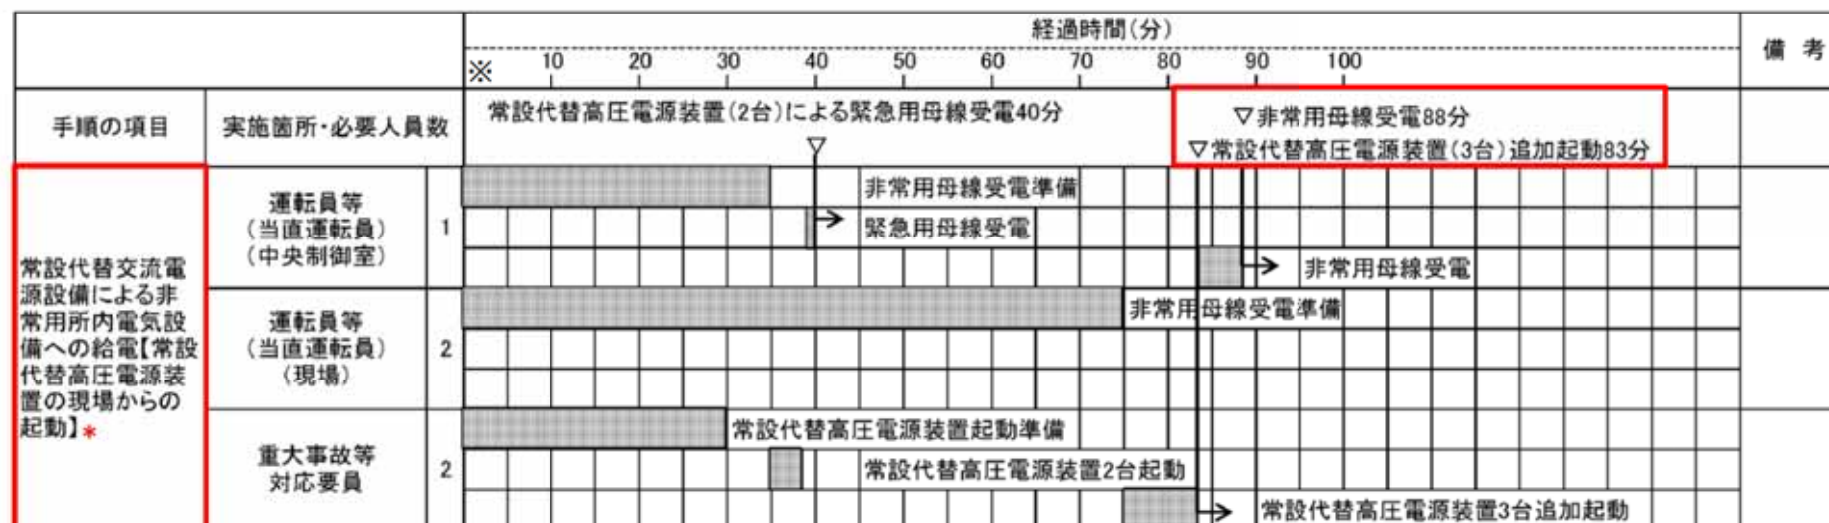 経過時間(分)
備 考
※ 10 20 30 40 50 60 70 80 90 100
手順の項目
実施箇所・必要人員数
常設代替高圧電源装置(2台)による緊急用母線受電40分
▽
▽非常用母線受電88分
▽常設代替高圧電源装置(3台)追加起動83分
常設代替交流電
源設備による非
常用所内電気設
備への給電【常設
代替高圧電源装
置の現場からの
起動】*
運転員等
(当直運転員)
(中央制御室)
1
非常用母線受電準備
緊急用母線受電
非常用母線受電
運転員等
(当直運転員)
(現場)
2
非常用母線受電準備
重大事故等
対応要員
2
常設代替高圧電源装置起動準備
常設代替高圧電源装置2台起動
常設代替高圧電源装置3台追加起動